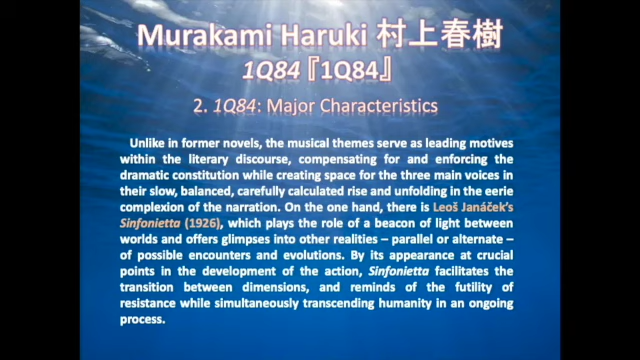 Murakami Haruki 村上春樹
1Q84『1Q84』
2. 1Q84: Major Characteristics
Unlike in former novels, the musical themes serve as leading motives
within the literary discourse, compensating for and enforcing the
dramatic constitution while creating space for the three main voices in
their slow, balanced, carefully calculated rise and unfolding in the eerie
complexion of the narration. On the one hand, there is Leoš Janáček's
Sinfonietta (1926), which plays the role of a beacon of light between
worlds and offers glimpses into other realities – parallel or alternate –
of possible encounters and evolutions. By its appearance at crucial
points in the development of the action, Sinfonietta facilitates the
transition between dimensions, and reminds of the futility of
resistance while simultaneously transcending humanity in an ongoing
process.